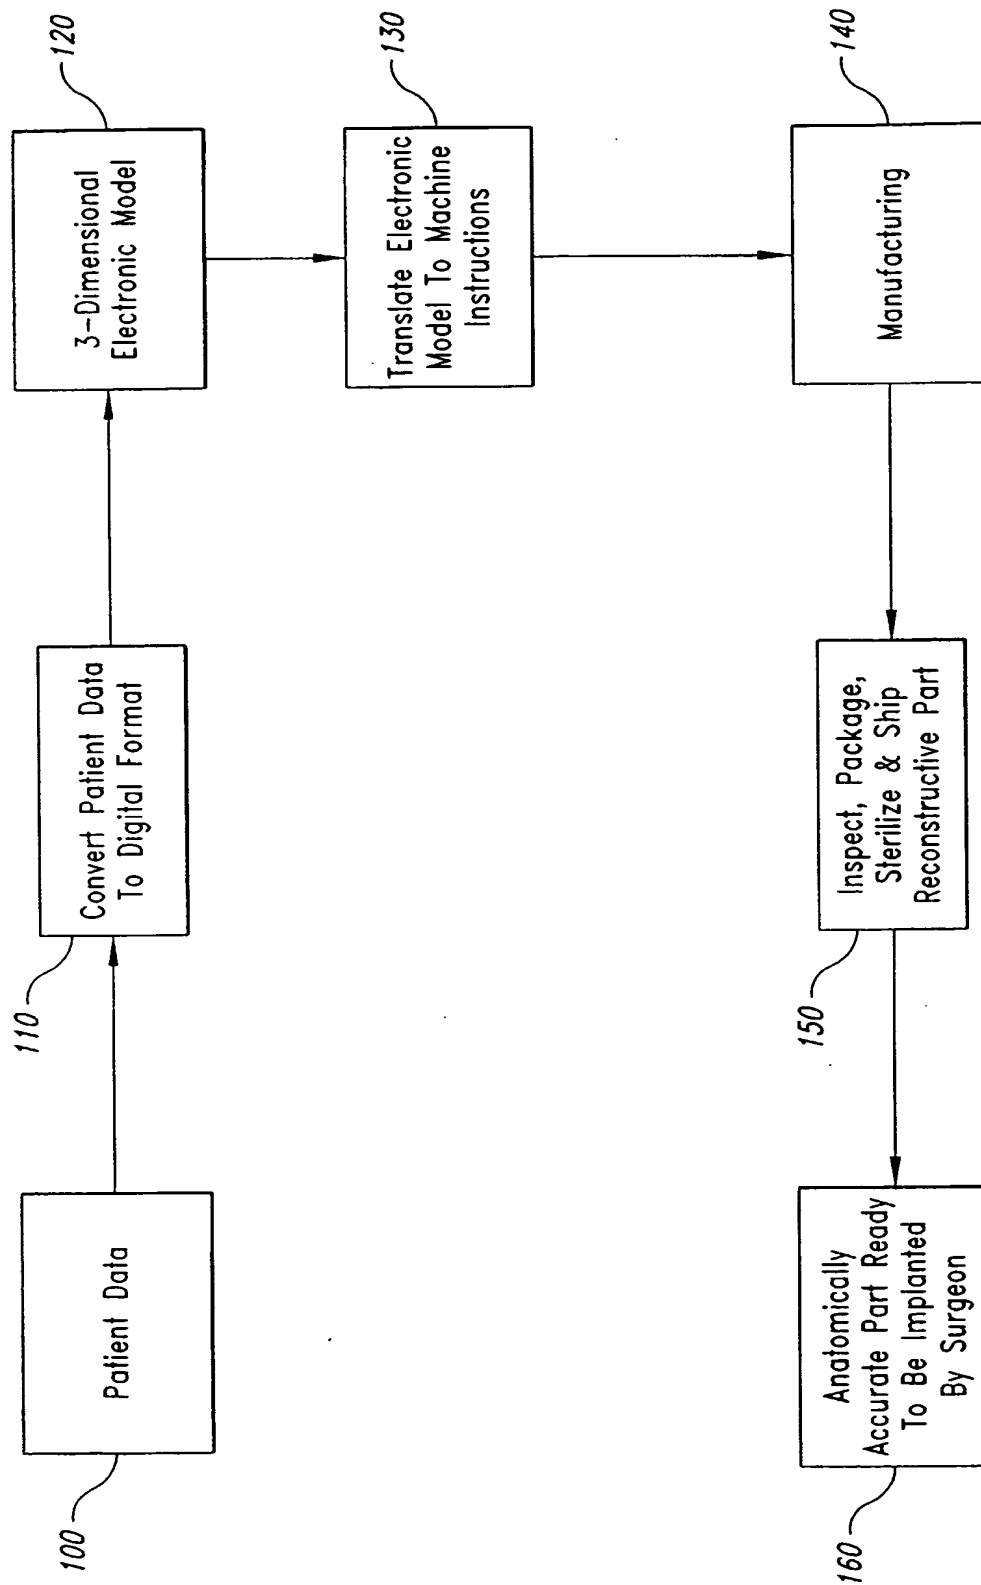 100
Patient Data
110
Convert Patient Data
To Digital Format
120
3-Dimensional
Electronic Model
130
Translate Electronic
Model To Machine
Instructions
140
Manufacturing
150
Inspect, Package,
Sterilize & Ship
Reconstructive Part
160
Anatomically
Accurate Part Ready
To Be Implanted
By Surgeon